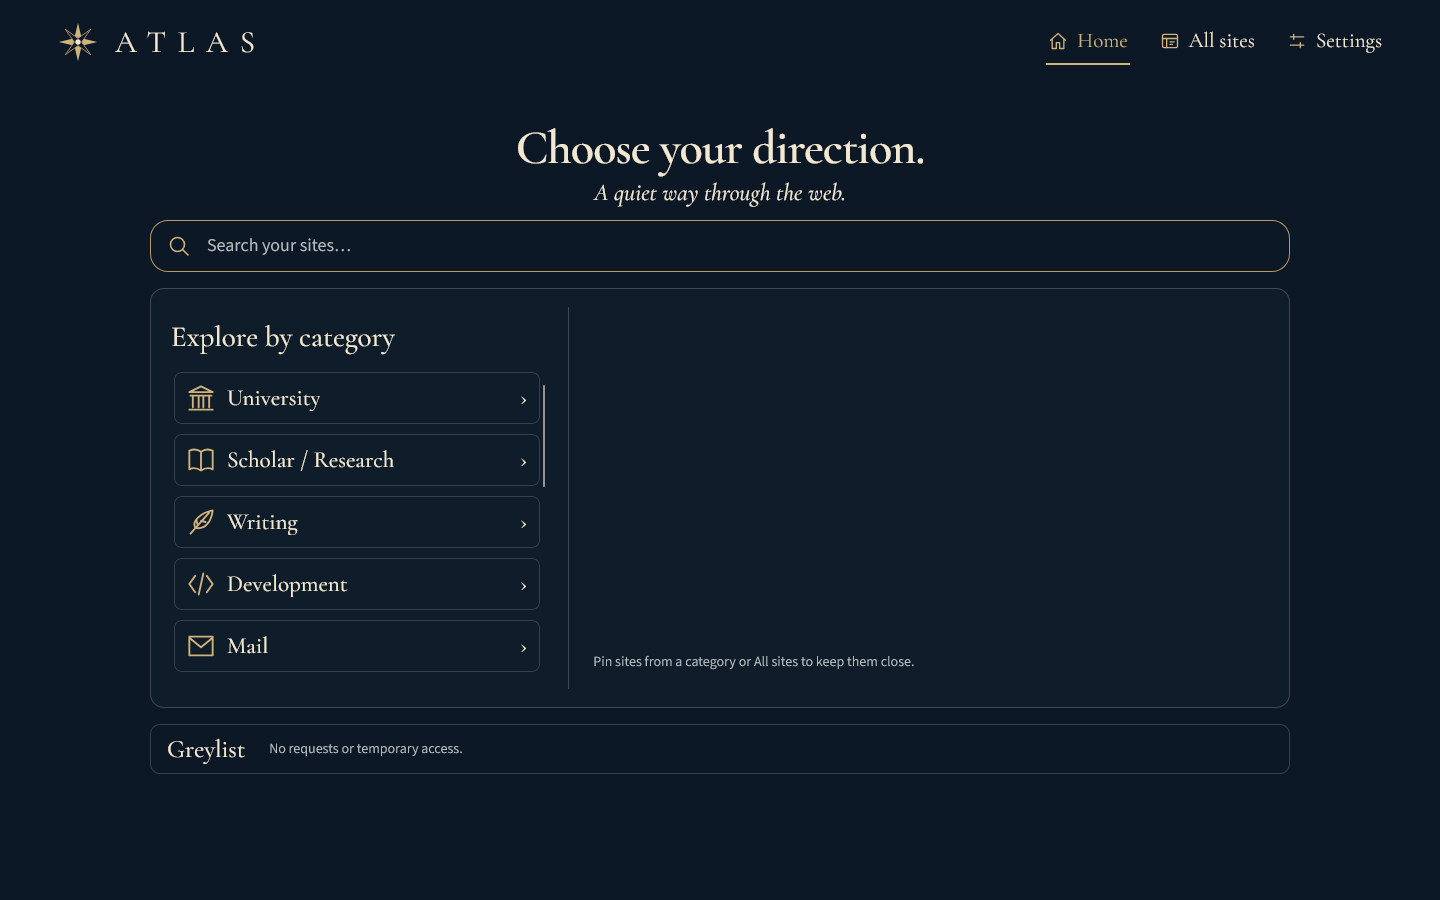 ATLAS
Home
All sites
Settings
Choose your direction.
A quiet way through the web.
Search your sites…
Explore by category
University
Scholar / Research
Writing
Development
Mail
Pin sites from a category or All sites to keep them close.
Greylist
No requests or temporary access.